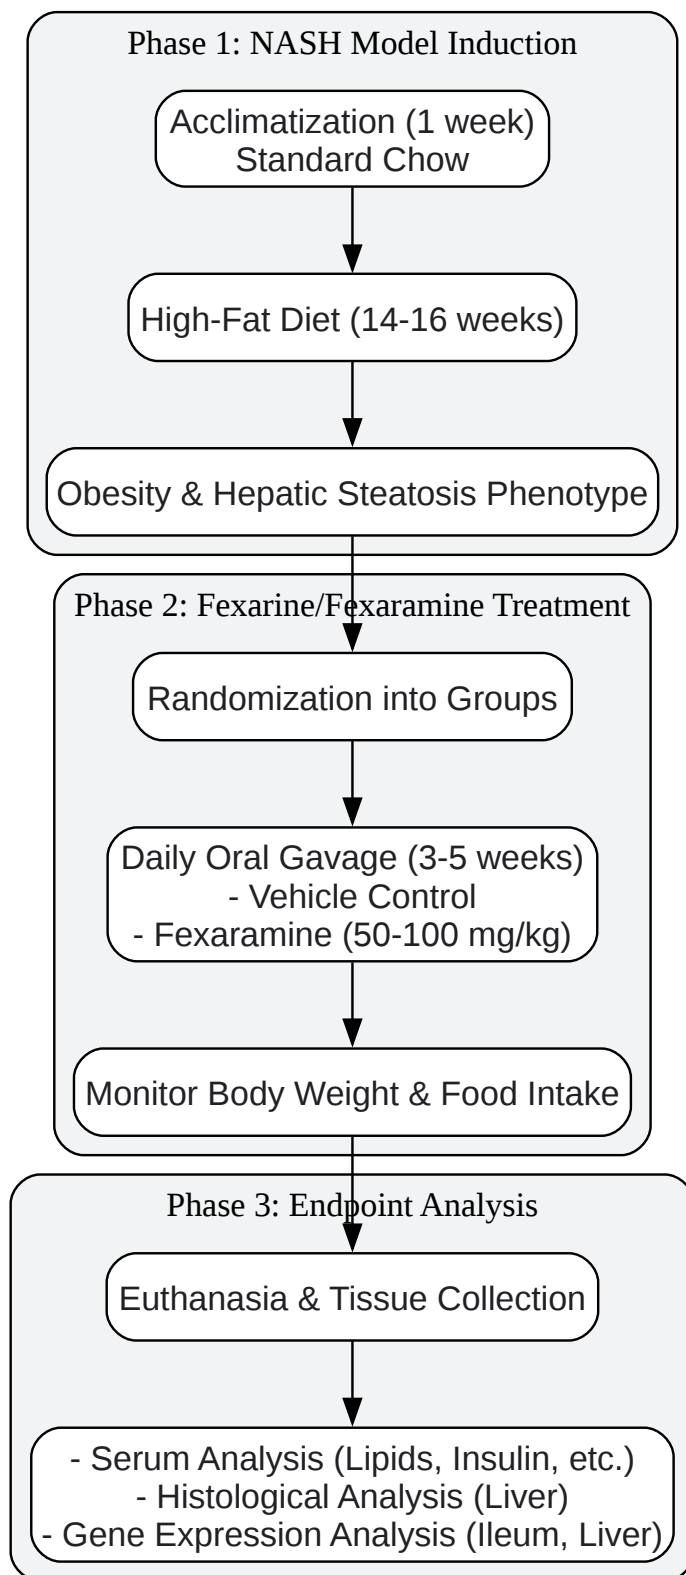 Phase 1: NASH Model Induction
Acclimatization (1 week)
Standard Chow
High-Fat Diet (14-16 weeks)
Obesity & Hepatic Steatosis Phenotype
Phase 2: Fexarine/Fexaramine Treatment
Randomization into Groups
Daily Oral Gavage (3-5 weeks)
- Vehicle Control
- Fexaramine (50-100 mg/kg)
Monitor Body Weight & Food Intake
Phase 3: Endpoint Analysis
Euthanasia & Tissue Collection
- Serum Analysis (Lipids, Insulin, etc.)
- Histological Analysis (Liver)
- Gene Expression Analysis (Ileum, Liver)